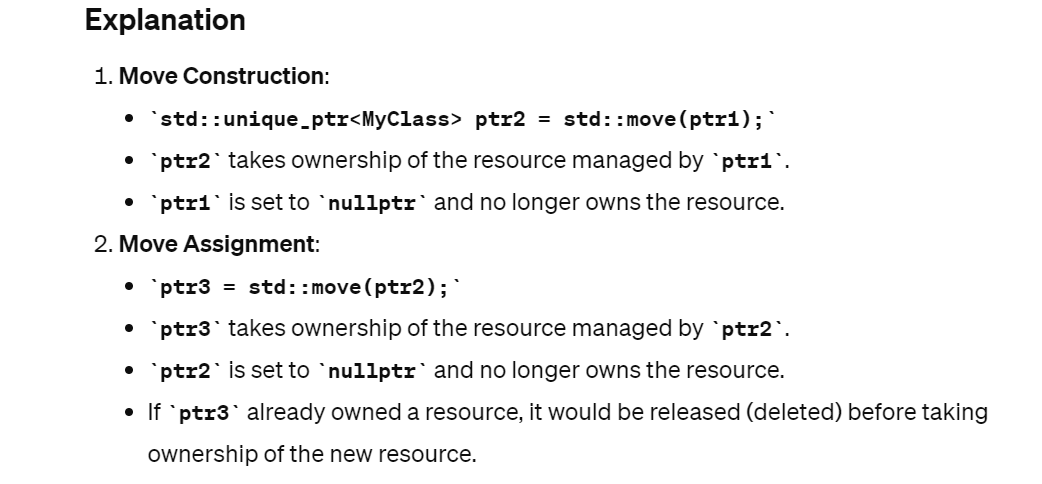 Explanation
1. Move Construction:
• `std::unique_ptr<MyClass> ptr2 = std::move(ptr1);`
• `ptr2` takes ownership of the resource managed by `ptr1`.
• `ptr1` is set to `nullptr` and no longer owns the resource.
2. Move Assignment:
• `ptr3 = std::move(ptr2);`
• `ptr3` takes ownership of the resource managed by `ptr2`.
• `ptr2` is set to `nullptr` and no longer owns the resource.
• If `ptr3` already owned a resource, it would be released (deleted) before taking
ownership of the new resource.